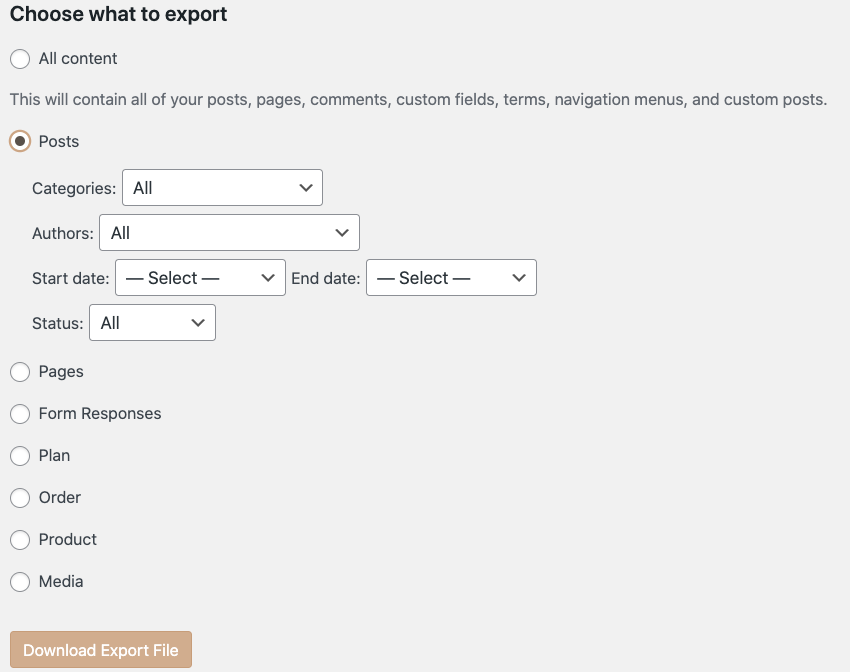 Choose what to export
All content
This will contain all of your posts, pages, comments, custom fields, terms, navigation menus, and custom posts.
Posts
Categories: All
Authors: All
Start date: — Select — End date: — Select —
Status: All
Pages
Form Responses
Plan
Order
Product
Media
Download Export File